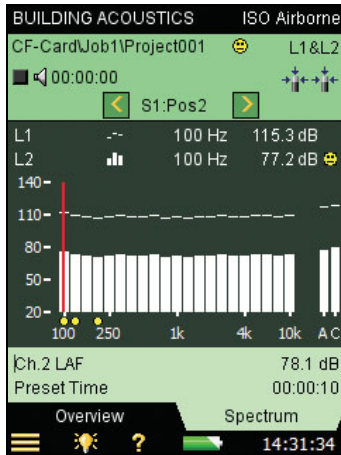 BUILDING ACOUSTICS ISO Airborne
CF-Card\Job1\Project001 L1&L2
00:00:00
< S1:Pos2 >
L1 -·- 100 Hz 115.3 dB
L2 100 Hz 77.2 dB
140-
110-
80-
50-
20-
100 250 1k 4k 10k A C
Ch.2 LAF 78.1 dB
Preset Time 00:00:10
Overview Spectrum
? 14:31:34